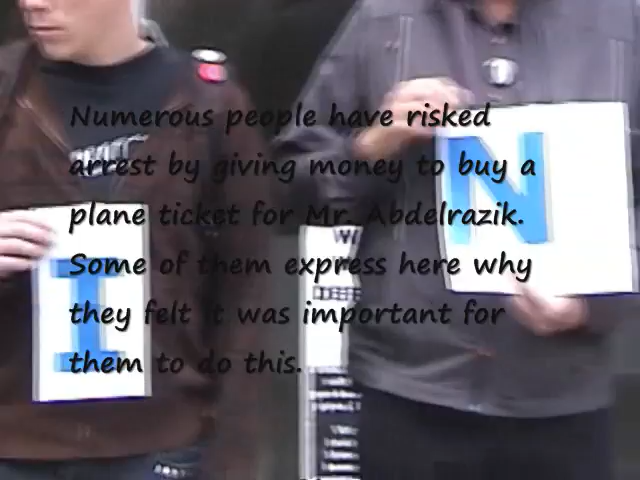 Numerous people have risked
arrest by giving money to buy a
plane ticket for Mr. Abdelrazik.
Some of them express here why
they felt it was important for
them to do this.
I
N